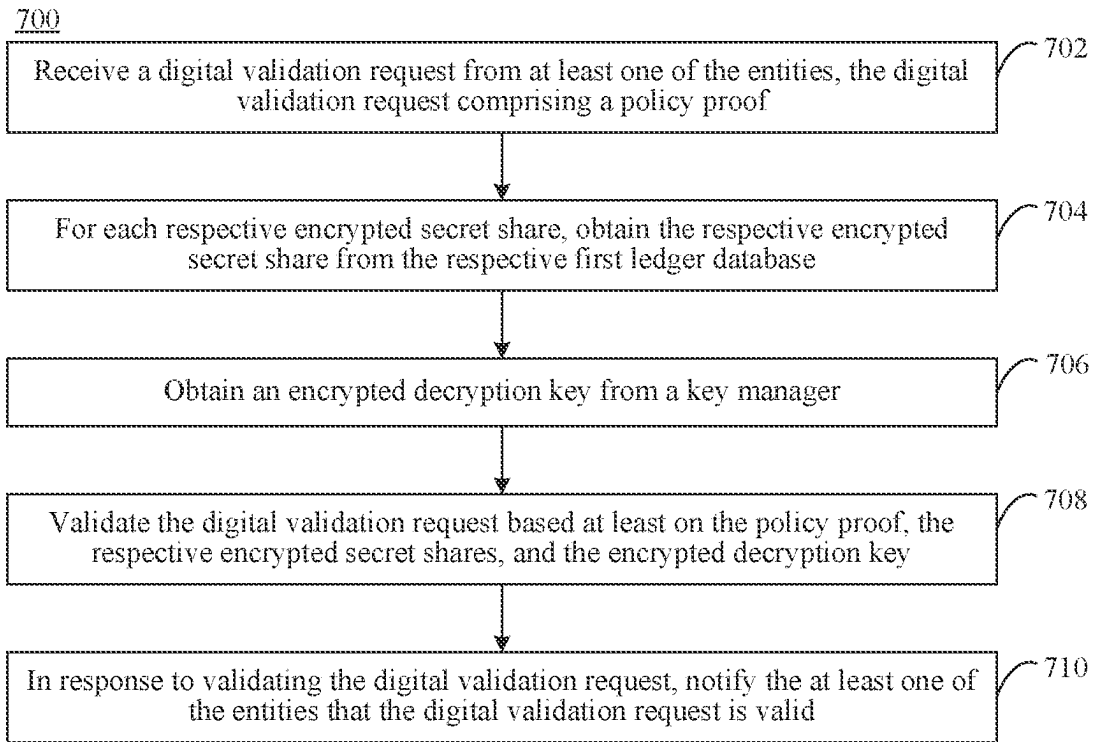 700
702
Receive a digital validation request from at least one of the entities, the digital
validation request comprising a policy proof
704
For each respective encrypted secret share, obtain the respective encrypted
secret share from the respective first ledger database
706
Obtain an encrypted decryption key from a key manager
708
Validate the digital validation request based at least on the policy proof, the
respective encrypted secret shares, and the encrypted decryption key
710
In response to validating the digital validation request, notify the at least one of
the entities that the digital validation request is valid